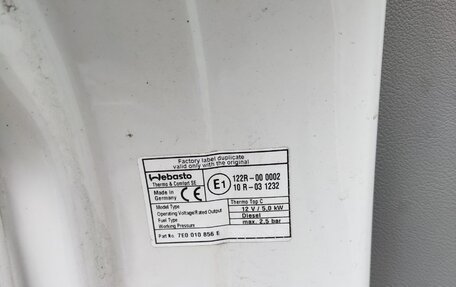 Factory label duplicate
valid only with the original
Webasto
Thermo & Comfort SE
Made in
Germany
CE
E1
122R-00 0002
10 R-03 1232
Model Type
Thermo Top C
Operating Voltage/Rated Output
12 V / 5,0 kW
Fuel Type
Diesel
Working Pressure
max. 2,5 bar
Part No. 7E0 010 856 E